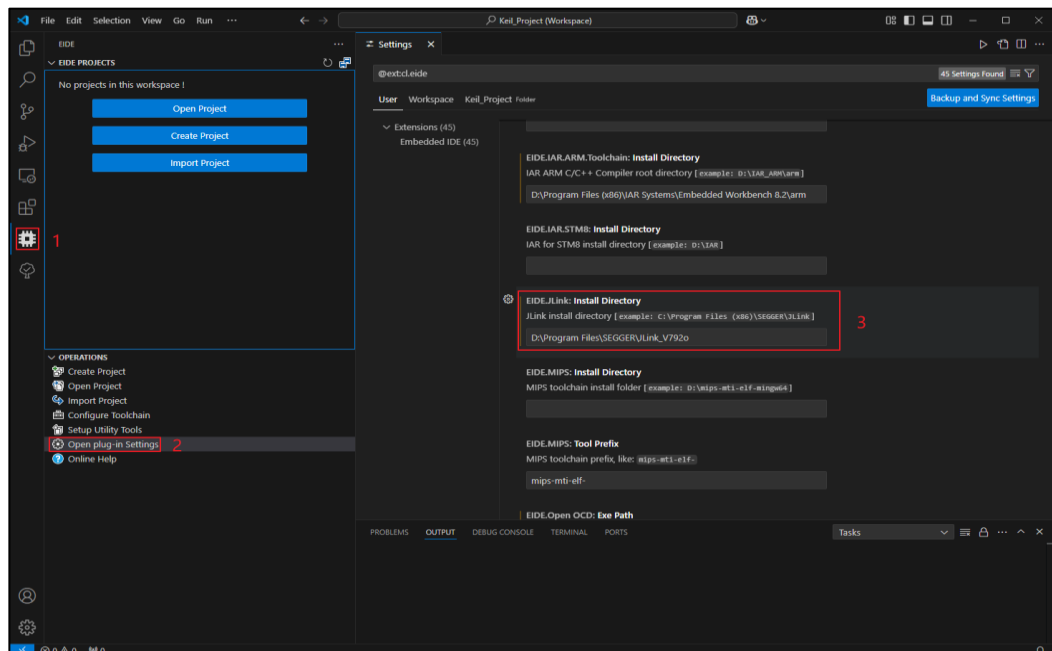 File Edit Selection View Go Run ···
Keil_Project (Workspace)
EIDE
EIDE PROJECTS
No projects in this workspace !
Open Project
Create Project
Import Project
1
OPERATIONS
Create Project
Open Project
Import Project
Configure Toolchain
Setup Utility Tools
Open plug-in Settings 2
Online Help
Settings
@ext:cl.eide
45 Settings Found
User Workspace Keil_Project Folder
Backup and Sync Settings
Extensions (45)
Embedded IDE (45)
EIDE.IAR.ARM.Toolchain: Install Directory
IAR ARM C/C++ Compiler root directory [example: D:\IAR_ARM\arm]
D:\Program Files (x86)\IAR Systems\Embedded Workbench 8.2\arm
EIDE.IAR.STM8: Install Directory
IAR for STM8 install directory [example: D:\IAR]
EIDE.JLink: Install Directory
JLink install directory [example: C:\Program Files (x86)\SEGGER\JLink]
D:\Program Files\SEGGER\JLink_V792o
3
EIDE.MIPS: Install Directory
MIPS toolchain install folder [example: D:\mips-mti-elf-mingw64]
EIDE.MIPS: Tool Prefix
MIPS toolchain prefix, like: mips-mti-elf-
mips-mti-elf-
EIDE.Open OCD: Exe Path
PROBLEMS OUTPUT DEBUG CONSOLE TERMINAL PORTS
Tasks